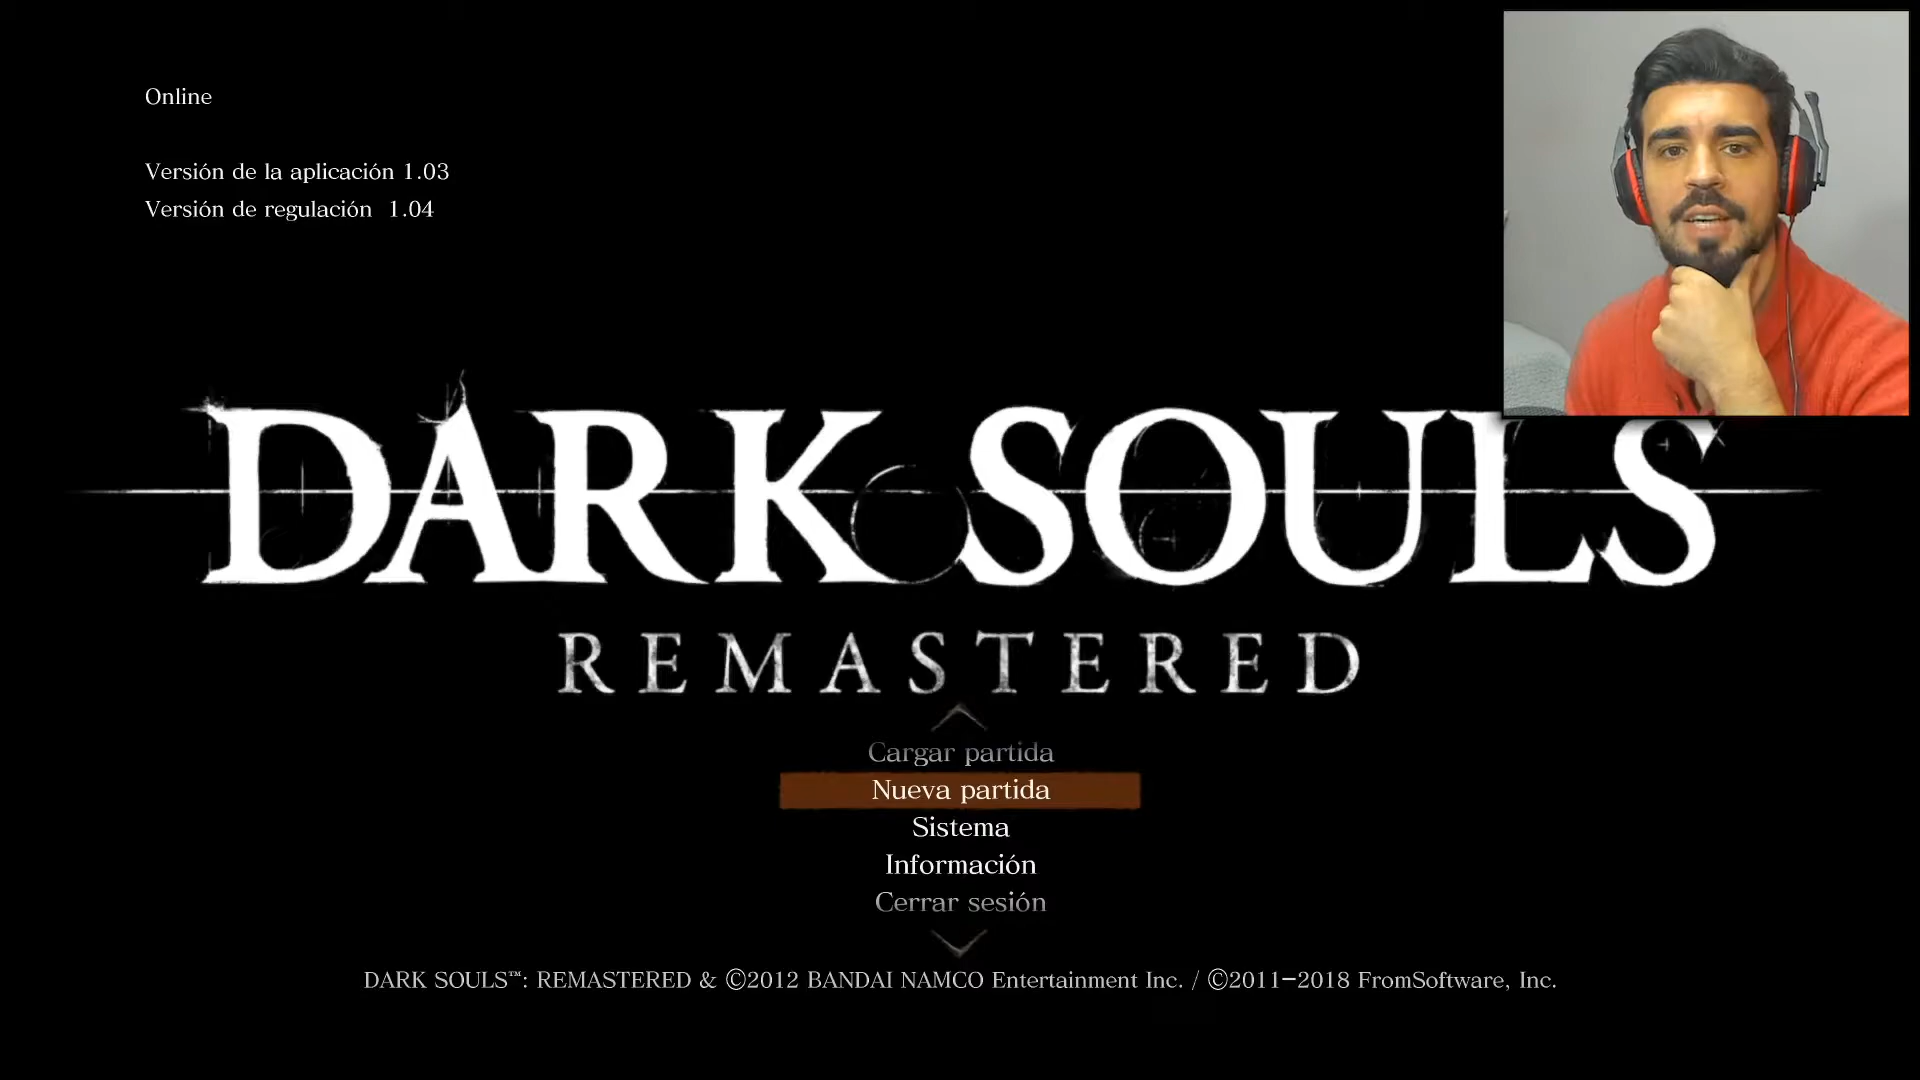 Online
Versión de la aplicación 1.03
Versión de regulación 1.04
DARK SOULS
REMASTERED
Cargar partida
Nueva partida
Sistema
Información
Cerrar sesión
DARK SOULS™: REMASTERED & ©2012 BANDAI NAMCO Entertainment Inc. / ©2011–2018 FromSoftware, Inc.